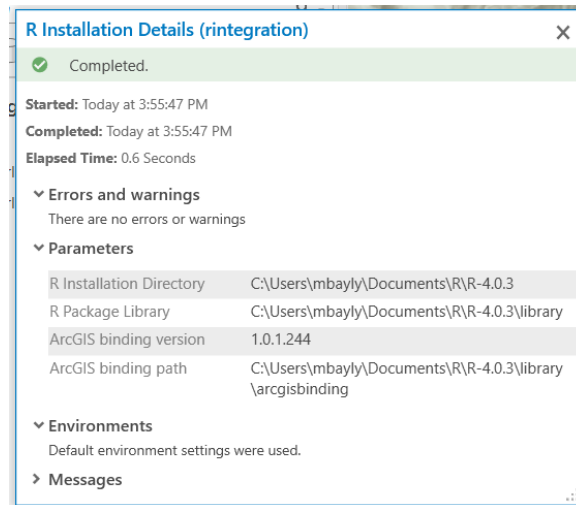 R Installation Details (rintegration)
Completed.
Started: Today at 3:55:47 PM
Completed: Today at 3:55:47 PM
Elapsed Time: 0.6 Seconds
Errors and warnings
There are no errors or warnings
Parameters
R Installation Directory C:\Users\mbayly\Documents\R\R-4.0.3
R Package Library C:\Users\mbayly\Documents\R\R-4.0.3\library
ArcGIS binding version 1.0.1.244
ArcGIS binding path C:\Users\mbayly\Documents\R\R-4.0.3\library
\arcgisbinding
Environments
Default environment settings were used.
Messages